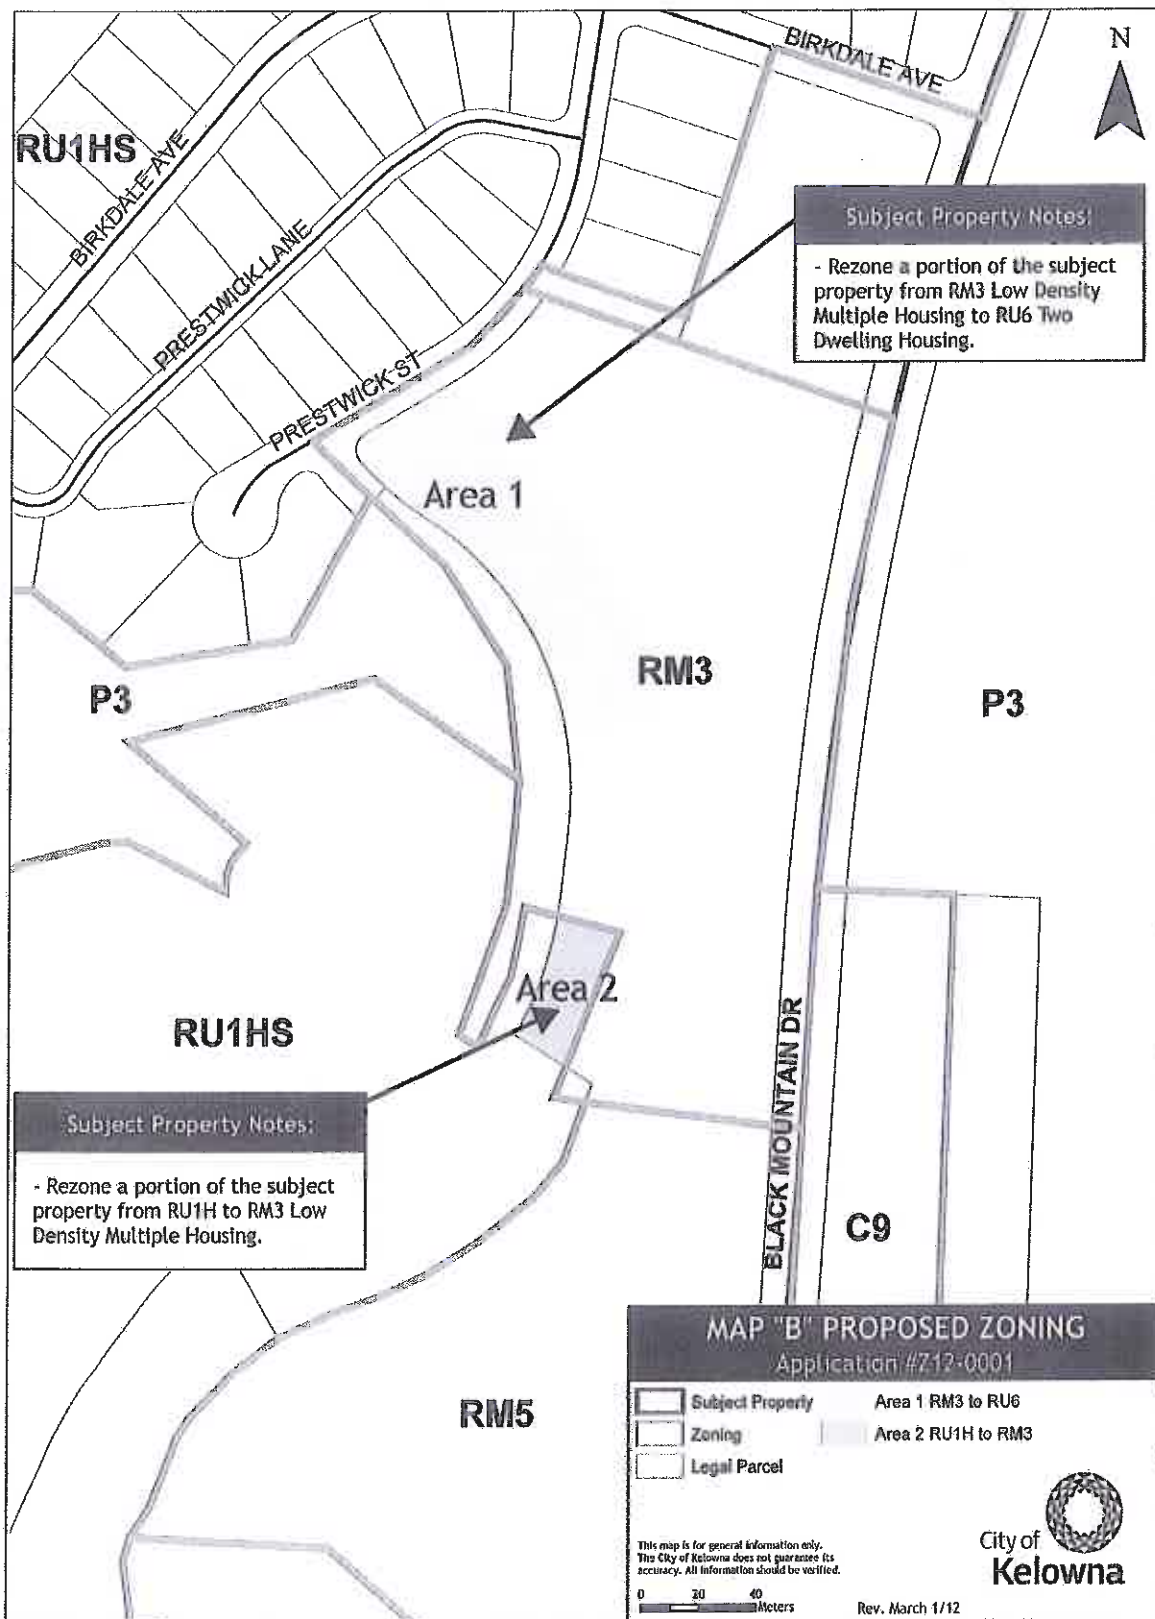 BIRKDALE AVE
N
RU1HS
BIRKDALE AVE
PRESTWICK LANE
Subject Property Notes:
- Rezone a portion of the subject
property from RM3 Low Density
Multiple Housing to RU6 Two
Dwelling Housing.
PRESTWICK ST
Area 1
RM3
P3
P3
Area 2
RU1HS
BLACK MOUNTAIN DR
Subject Property Notes:
- Rezone a portion of the subject
property from RU1H to RM3 Low
Density Multiple Housing.
C9
RM5
MAP "B" PROPOSED ZONING
Application #Z12-0001
Subject Property
Area 1 RM3 to RU6
Zoning
Area 2 RU1H to RM3
Legal Parcel
This map is for general information only.
The City of Kelowna does not guarantee its
accuracy. All information should be verified.
City of
Kelowna
0 20 40
Meters
Rev. March 1/12